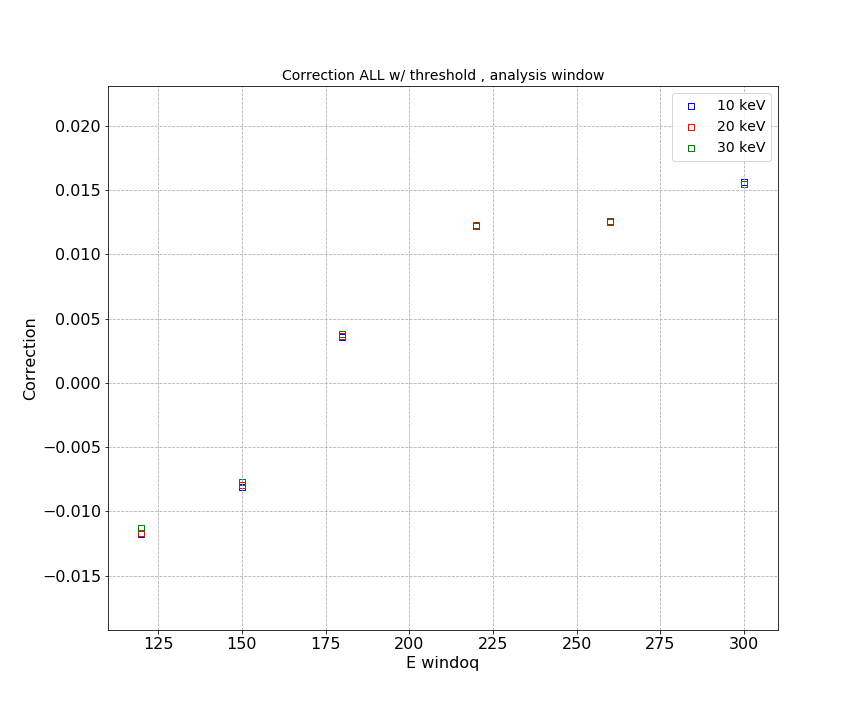 Correction ALL w/ threshold , analysis window
10 keV
20 keV
30 keV
0.020
0.015
0.010
0.005
0.000
−0.005
−0.010
−0.015
Correction
125
150
175
200
225
250
275
300
E windoq